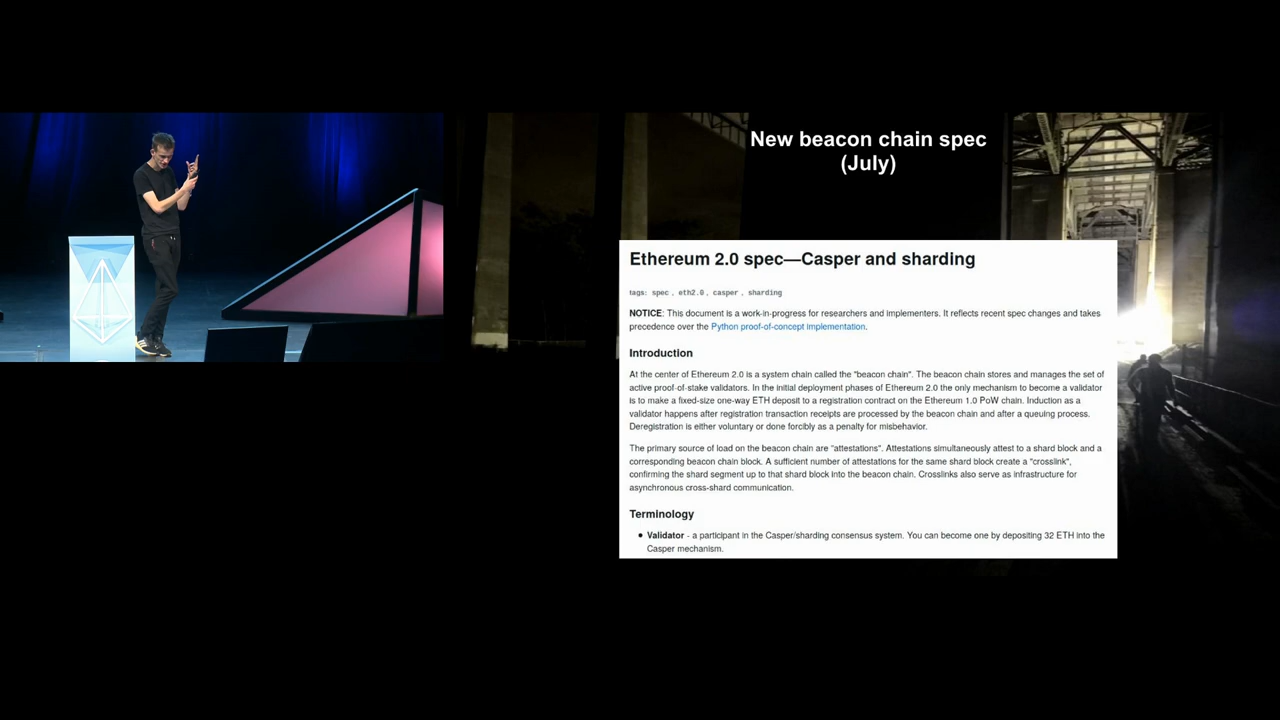 New beacon chain spec
(July)
Ethereum 2.0 spec—Casper and sharding
tags: spec , eth2.0 , casper , sharding
NOTICE: This document is a work-in-progress for researchers and implementers. It reflects recent spec changes and takes
precedence over the Python proof-of-concept implementation.
Introduction
At the center of Ethereum 2.0 is a system chain called the "beacon chain". The beacon chain stores and manages the set of
active proof-of-stake validators. In the initial deployment phases of Ethereum 2.0 the only mechanism to become a validator
is to make a fixed-size one-way ETH deposit to a registration contract on the Ethereum 1.0 PoW chain. Induction as a
validator happens after registration transaction receipts are processed by the beacon chain and after a queuing process.
Deregistration is either voluntary or done forcibly as a penalty for misbehavior.
The primary source of load on the beacon chain are "attestations". Attestations simultaneously attest to a shard block and a
corresponding beacon chain block. A sufficient number of attestations for the same shard block create a "crosslink",
confirming the shard segment up to that shard block into the beacon chain. Crosslinks also serve as infrastructure for
asynchronous cross-shard communication.
Terminology
• Validator - a participant in the Casper/sharding consensus system. You can become one by depositing 32 ETH into the
Casper mechanism.